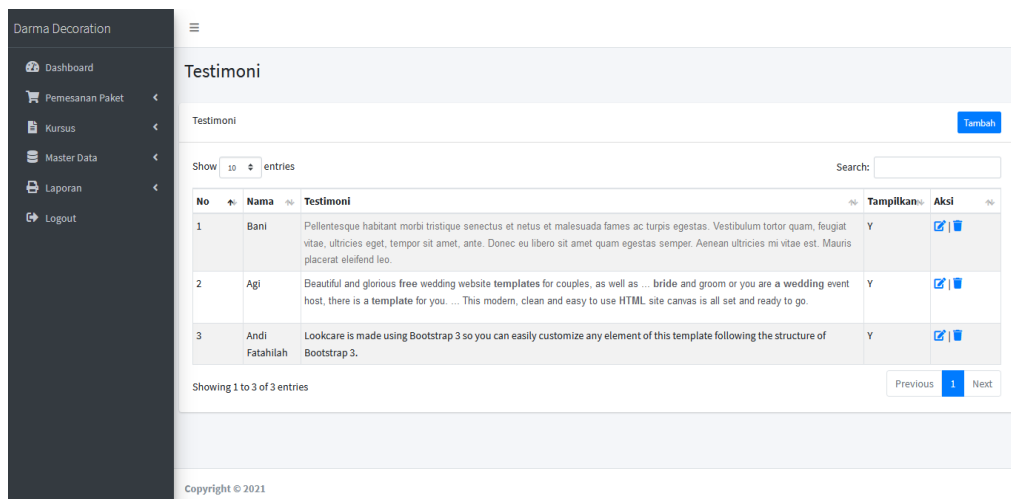 Darma Decoration
Dashboard
Pemesanan Paket
Kursus
Master Data
Laporan
Logout
Testimoni
Testimoni
Tambah
Show 10 entries
Search:
No Nama Testimoni Tampilkan Aksi
1 Bani Pellentesque habitant morbi tristique senectus et netus et malesuada fames ac turpis egestas. Vestibulum tortor quam, feugiat Y |
vitae, ultricies eget, tempor sit amet, ante. Donec eu libero sit amet quam egestas semper. Aenean ultricies mi vitae est. Mauris
placerat eleifend leo.
2 Agi Beautiful and glorious free wedding website templates for couples, as well as ... bride and groom or you are a wedding event Y |
host, there is a template for you. ... This modern, clean and easy to use HTML site canvas is all set and ready to go.
3 Andi Lookcare is made using Bootstrap 3 so you can easily customize any element of this template following the structure of Y |
Fatahilah Bootstrap 3.
Showing 1 to 3 of 3 entries
Previous 1 Next
Copyright © 2021